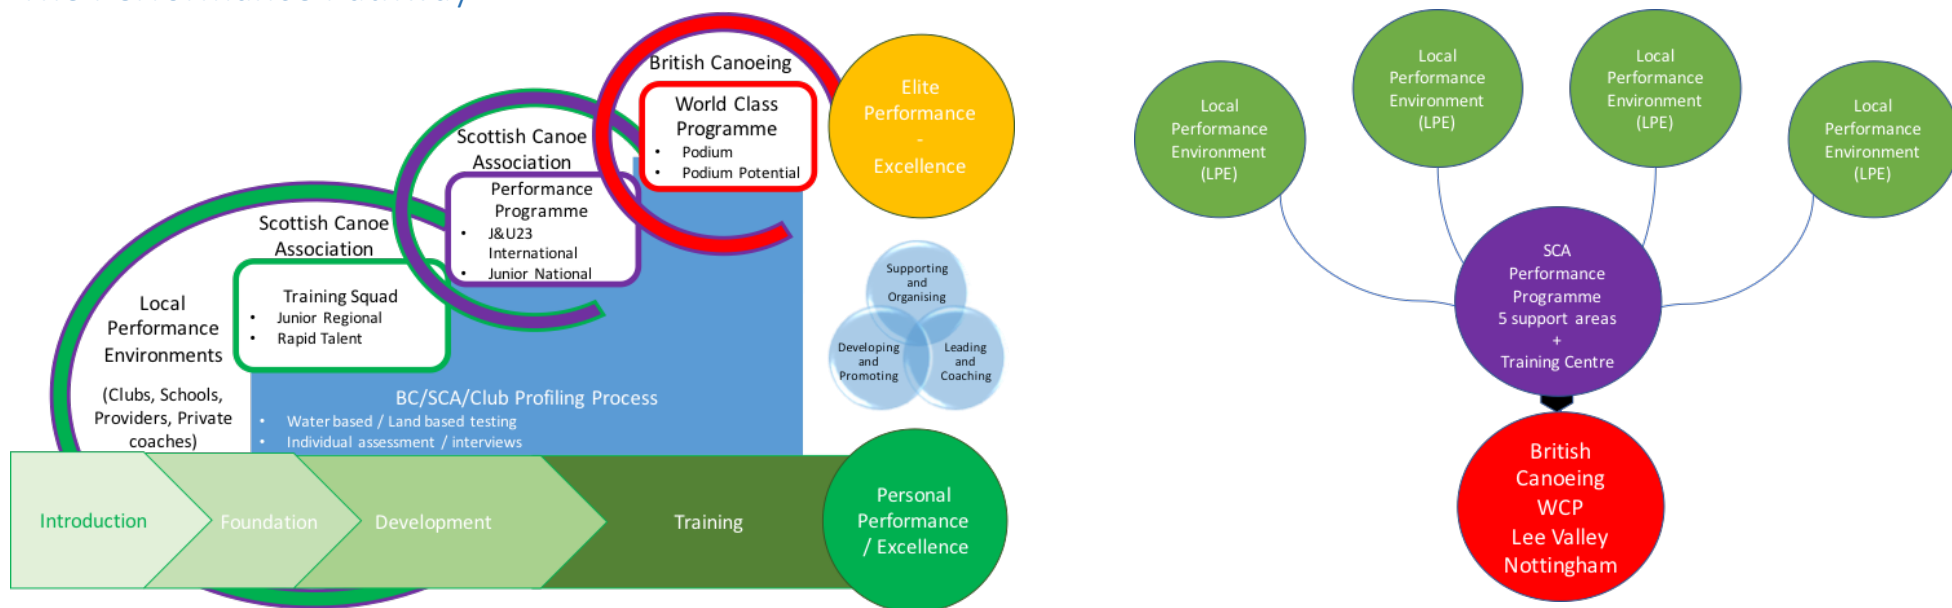 British Canoeing
World Class
Programme
• Podium
• Podium Potential
Elite
Performance
-
Excellence
Scottish Canoe
Association
Performance
Programme
• J&U23
International
• Junior National
Scottish Canoe
Association
Training Squad
• Junior Regional
• Rapid Talent
Local
Performance
Environments
(Clubs, Schools,
Providers, Private
coaches)
BC/SCA/Club Profiling Process
• Water based / Land based testing
• Individual assessment / interviews
Supporting
and
Organising
Developing
and
Promoting
Leading
and
Coaching
Introduction
Foundation
Development
Training
Personal
Performance
/ Excellence
Local
Performance
Environment
(LPE)
Local
Performance
Environment
(LPE)
Local
Performance
Environment
(LPE)
Local
Performance
Environment
(LPE)
SCA
Performance
Programme
5 support areas
+
Training Centre
British
Canoeing
WCP
Lee Valley
Nottingham